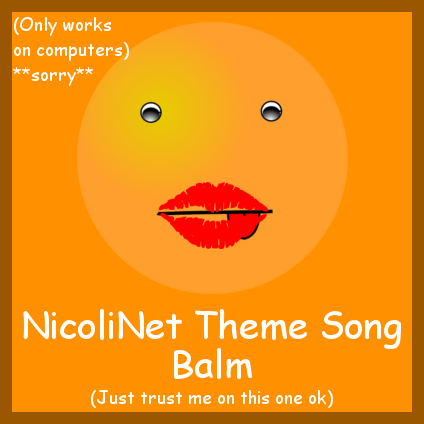 (Only works
on computers)
**sorry**
NicoliNet Theme Song
Balm
(Just trust me on this one ok)